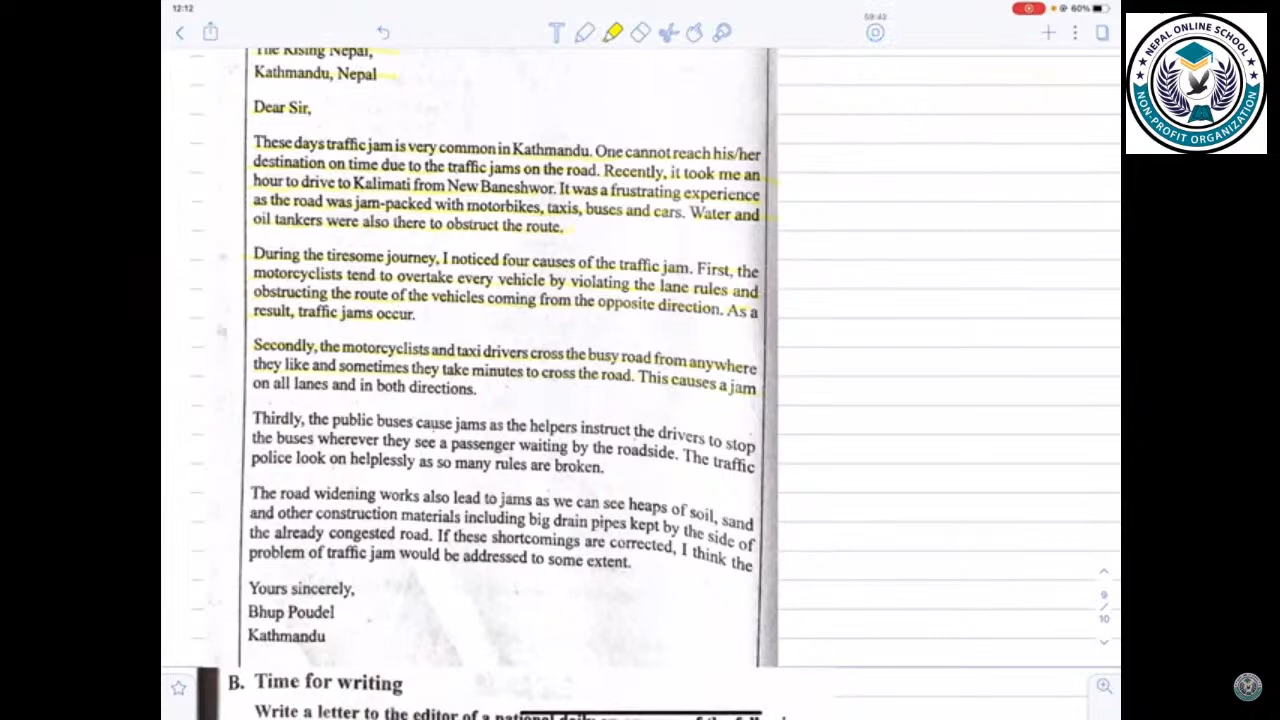 12:12
60%
59:42
The Rising Nepal,
Kathmandu, Nepal
Dear Sir,
These days traffic jam is very common in Kathmandu. One cannot reach his/her
destination on time due to the traffic jams on the road. Recently, it took me an
hour to drive to Kalimati from New Baneshwor. It was a frustrating experience
as the road was jam-packed with motorbikes, taxis, buses and cars. Water and
oil tankers were also there to obstruct the route.
During the tiresome journey, I noticed four causes of the traffic jam. First, the
motorcyclists tend to overtake every vehicle by violating the lane rules and
obstructing the route of the vehicles coming from the opposite direction. As a
result, traffic jams occur.
Secondly, the motorcyclists and taxi drivers cross the busy road from anywhere
they like and sometimes they take minutes to cross the road. This causes a jam
on all lanes and in both directions.
Thirdly, the public buses cause jams as the helpers instruct the drivers to stop
the buses wherever they see a passenger waiting by the roadside. The traffic
police look on helplessly as so many rules are broken.
The road widening works also lead to jams as we can see heaps of soil, sand
and other construction materials including big drain pipes kept by the side of
the already congested road. If these shortcomings are corrected, I think the
problem of traffic jam would be addressed to some extent.
Yours sincerely,
Bhup Poudel
Kathmandu
B. Time for writing
Write a letter to the editor of a national daily on
9
/
10
NEPAL ONLINE SCHOOL
NON-PROFIT ORGANIZATION